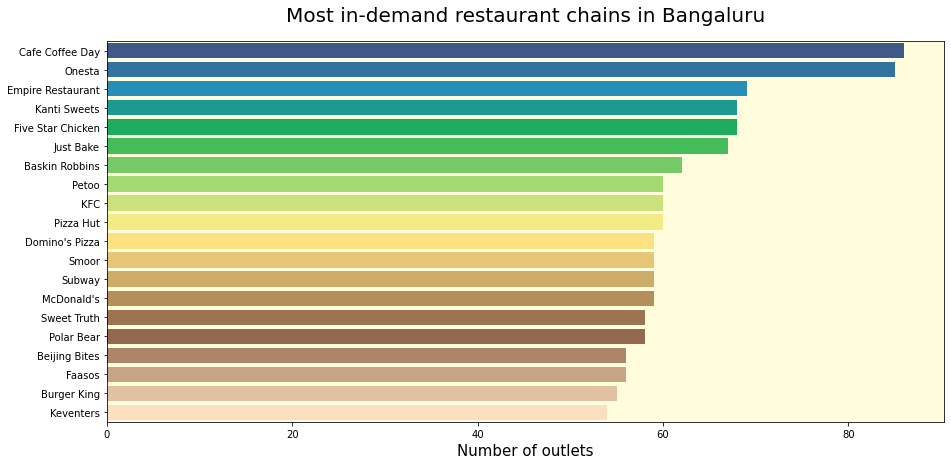 Most in-demand restaurant chains in Bangaluru
Cafe Coffee Day
Onesta
Empire Restaurant
Kanti Sweets
Five Star Chicken
Just Bake
Baskin Robbins
Petoo
KFC
Pizza Hut
Domino's Pizza
Smoor
Subway
McDonald's
Sweet Truth
Polar Bear
Beijing Bites
Faasos
Burger King
Keventers
0 20 40 60 80
Number of outlets